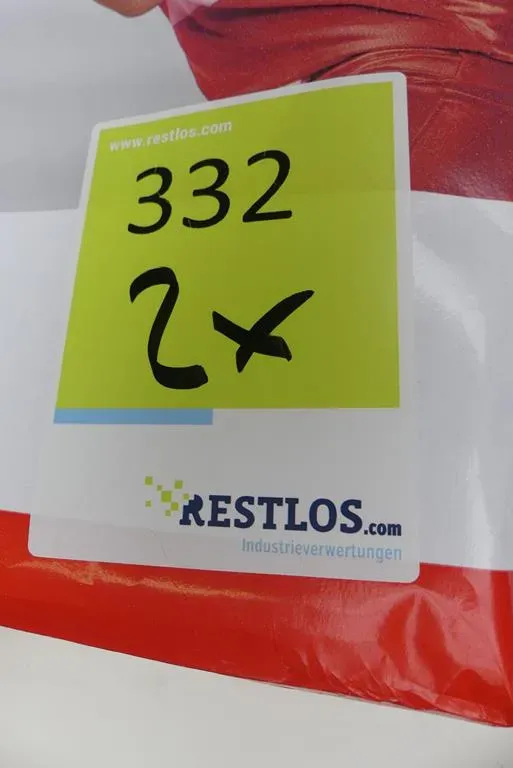 www.restlos.com
332
2x
RESTLOS.com
Industrieverwertungen